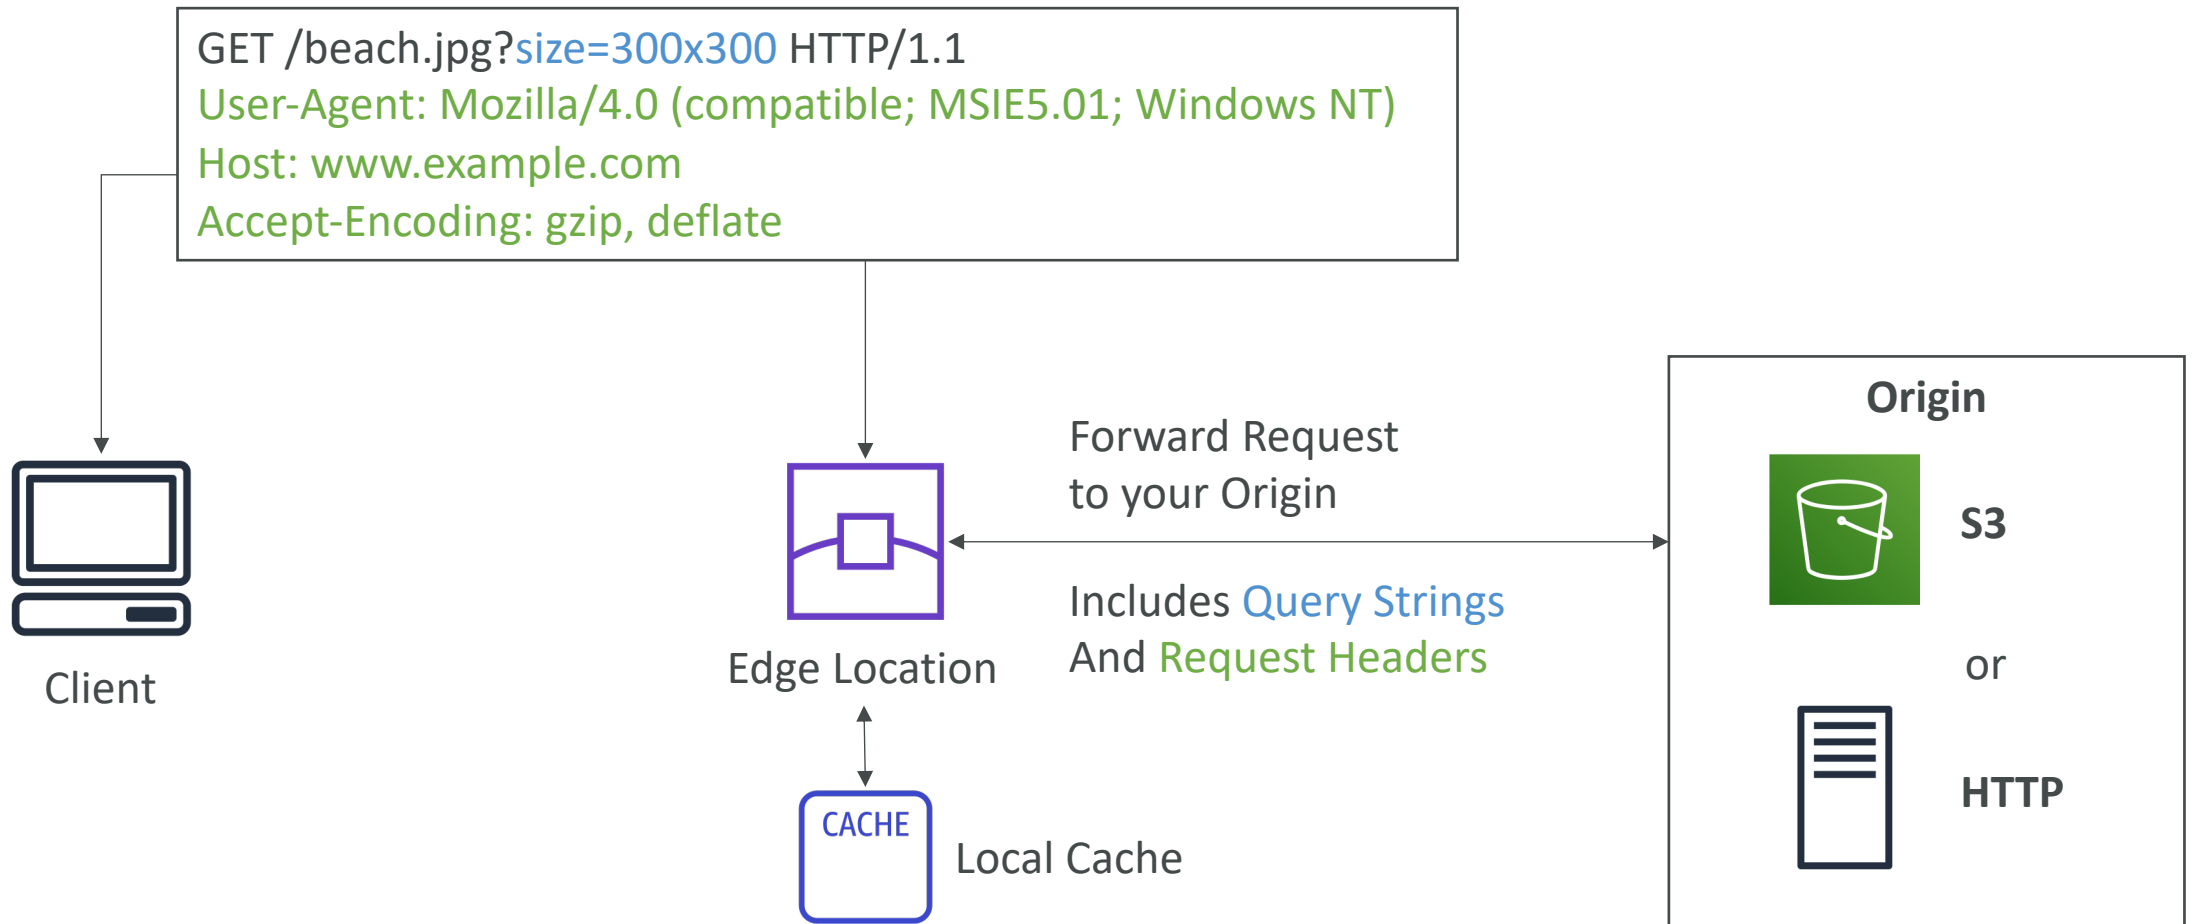 GET /beach.jpg?size=300x300 HTTP/1.1
User-Agent: Mozilla/4.0 (compatible; MSIE5.01; Windows NT)
Host: www.example.com
Accept-Encoding: gzip, deflate
Client
Edge Location
CACHE
Local Cache
Forward Request
to your Origin
Includes Query Strings
And Request Headers
Origin
S3
or
HTTP